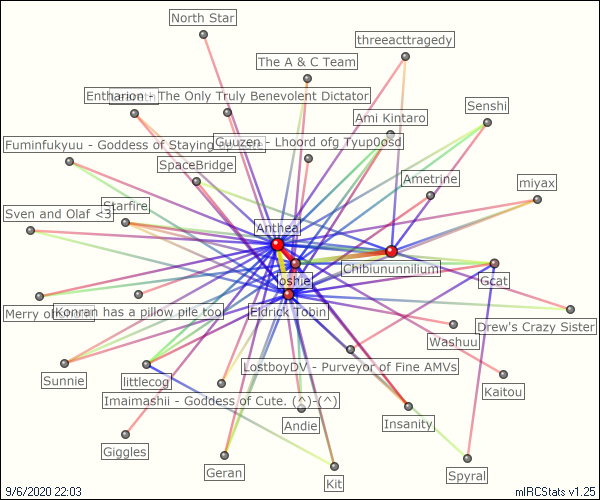 North Star
threeacttragedy
The A & C Team
Entharion - The Only Truly Benevolent Dictator
Senshi
Ami Kintaro
Fuminfukyuu - Goddess of Staying
Guuzen - Lhoord ofg Tyup0osd
SpaceBridge
Ametrine
miyax
Starfire
Sven and Olaf <3
Anthea
Chibiununnilium
oshie
Gcat
Merry
Konran has a pillow pile too!
Eldrick Tobin
Drew's Crazy Sister
Washuu
LostboyDV - Purveyor of Fine AMVs
Sunnie
littlecog
Kaitou
Imaimashii - Goddess of Cute. (^)-(^)
Andie
Insanity
Giggles
Geran
Kit
Spyral
9/6/2020 22:03
mIRCStats v1.25